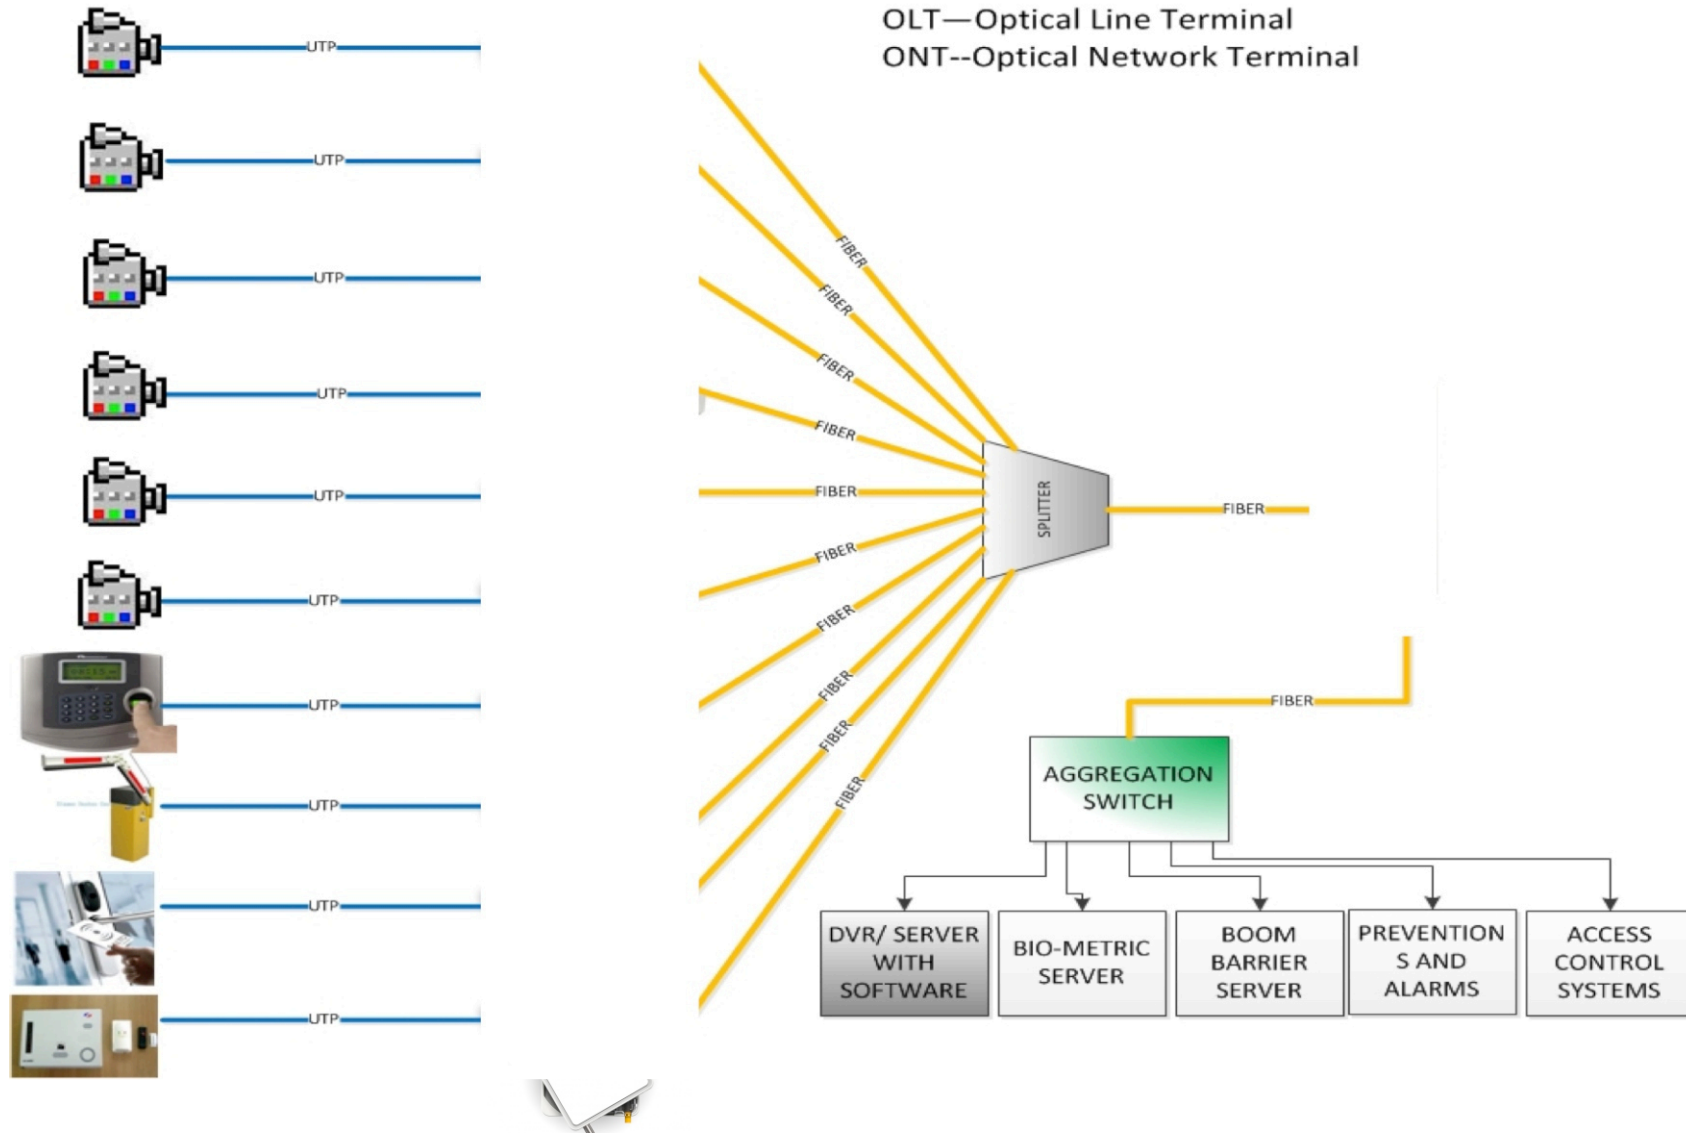 OLT—Optical Line Terminal
ONT--Optical Network Terminal
UTP
UTP
UTP
UTP
UTP
UTP
UTP
UTP
UTP
UTP
FIBER
FIBER
FIBER
FIBER
FIBER
FIBER
FIBER
FIBER
FIBER
FIBER
SPLITTER
FIBER
FIBER
AGGREGATION
SWITCH
DVR/ SERVER
WITH
SOFTWARE
BIO-METRIC
SERVER
BOOM
BARRIER
SERVER
PREVENTION
S AND
ALARMS
ACCESS
CONTROL
SYSTEMS